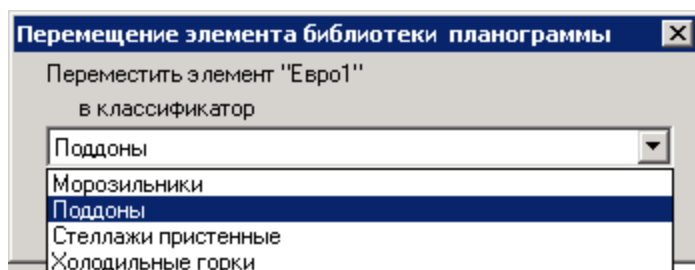 Перемещение элемента библиотеки планограммы
Переместить элемент "Евро1"
в классификатор
Поддоны
Морозильники
Поддоны
Стеллажи пристенные
Холодильные горки